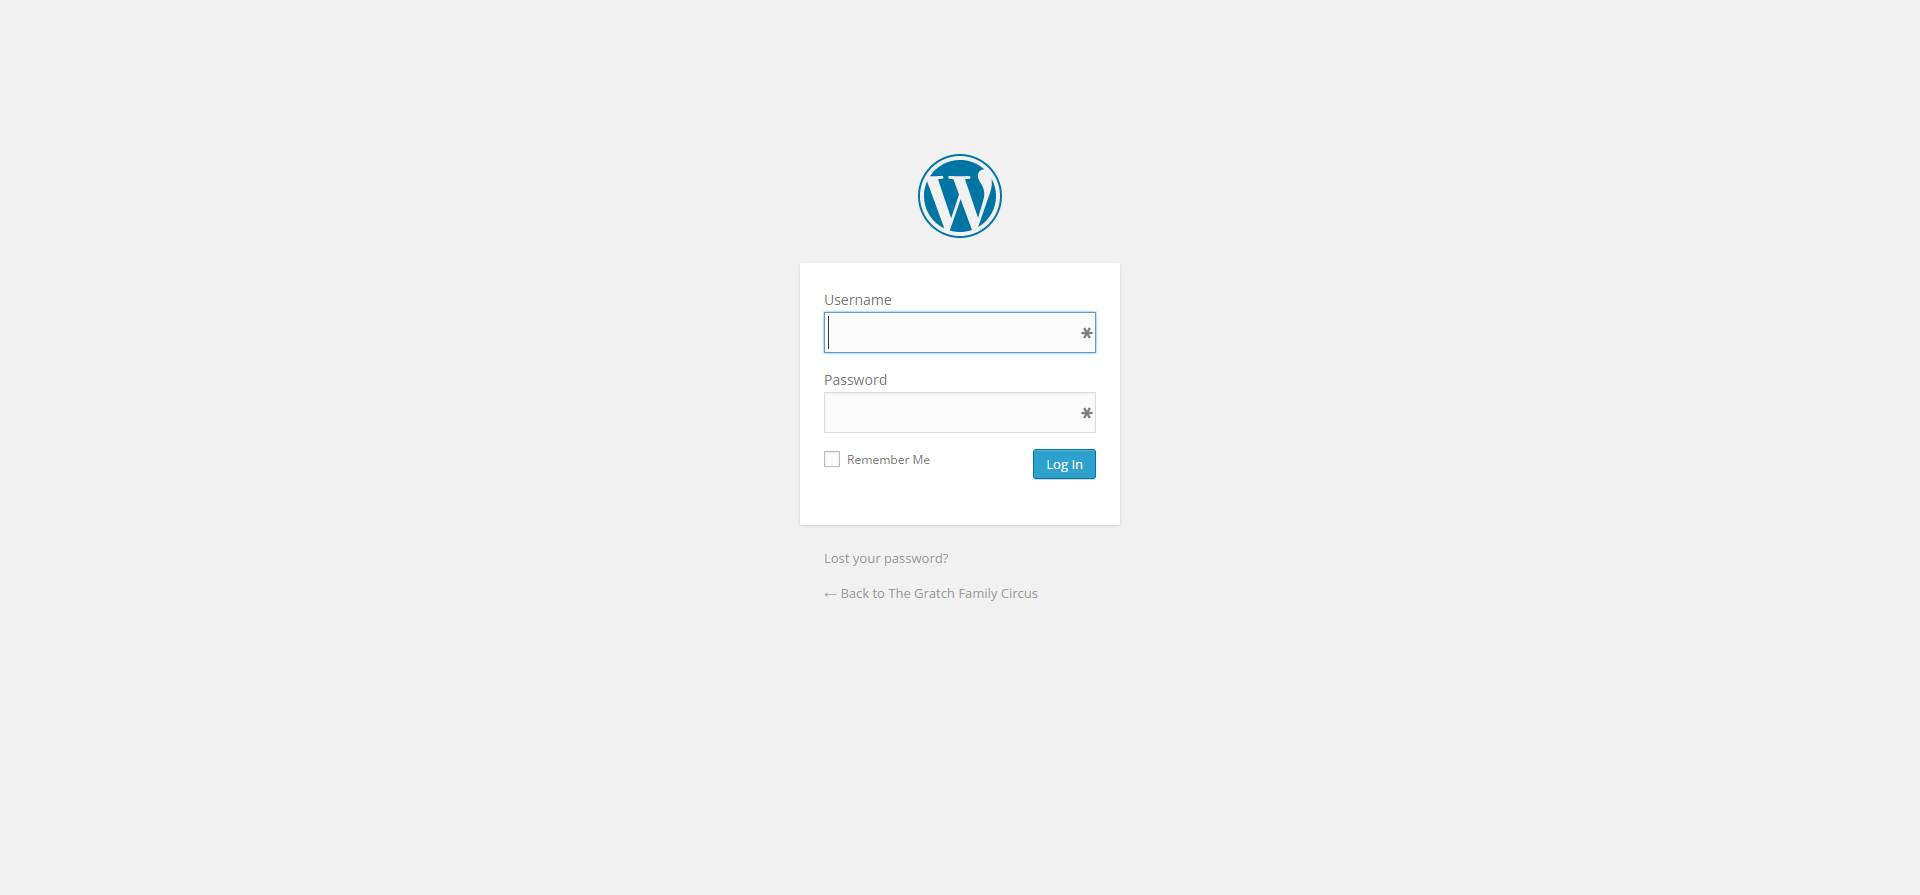 Username
Password
Remember Me
Log In
Lost your password?
← Back to The Gratch Family Circus